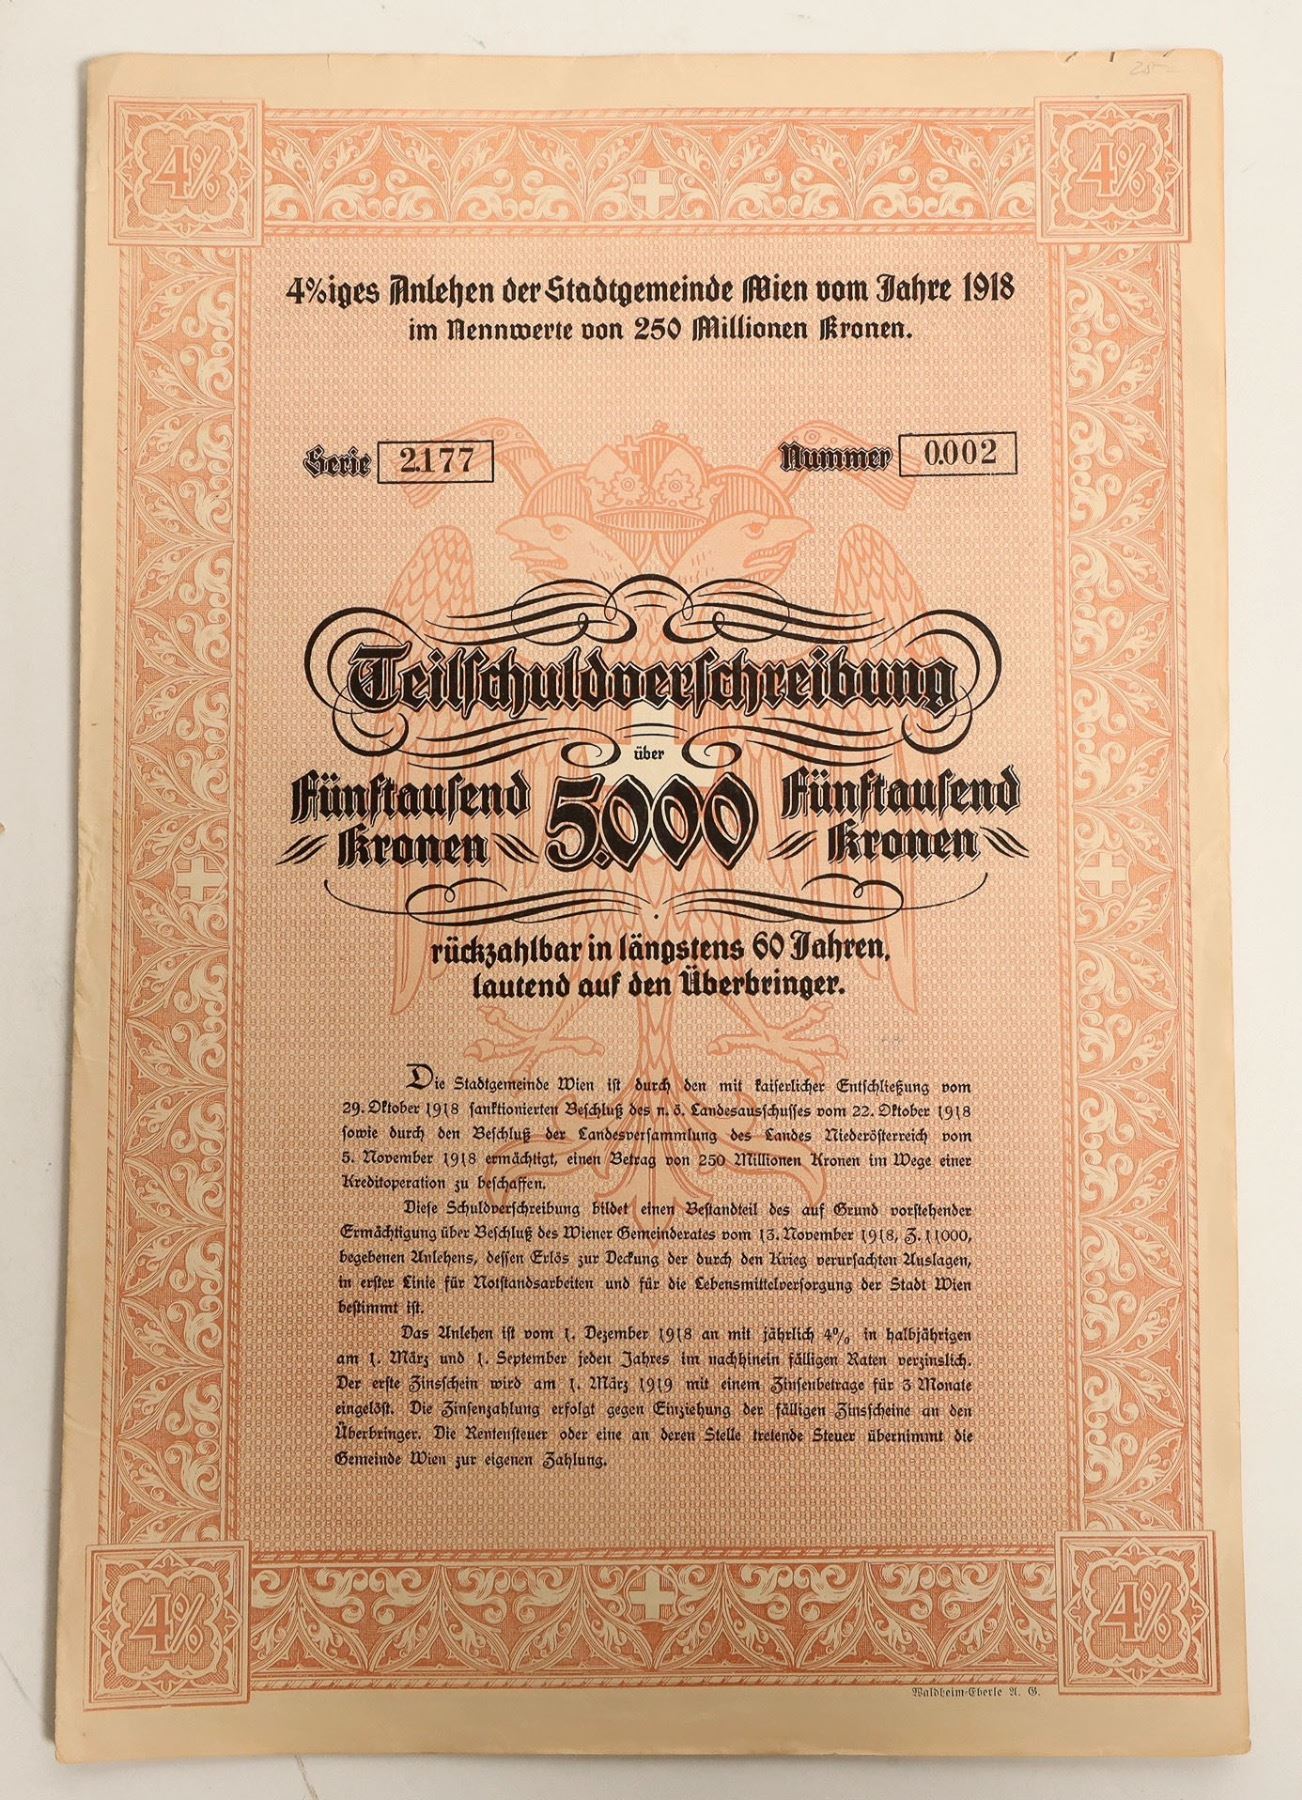 25-
4% 4%
4%iges Anlehen der Stadtgemeinde Wien vom Jahre 1918
im Nennwerte von 250 Millionen Kronen.
Serie 2.177 Nummer 0.002
Teilschuldverschreibung
über
Fünftausend 5.000 Fünftausend
Kronen Kronen
rückzahlbar in längstens 60 Jahren,
lautend auf den Überbringer.
Die Stadtgemeinde Wien ist durch den mit kaiserlicher Entschließung vom
29. Oktober 1918 sanktionierten Beschluß des n. ö. Landesausschusses vom 22. Oktober 1918
sowie durch den Beschluß der Landesversammlung des Landes Niederösterreich vom
5. November 1918 ermächtigt, einen Betrag von 250 Millionen Kronen im Wege einer
Kreditoperation zu beschaffen.
Diese Schuldverschreibung bildet einen Bestandteil des auf Grund vorstehender
Ermächtigung über Beschluß des Wiener Gemeinderates vom 13. November 1918, Z. 11000,
begebenen Anlehens, dessen Erlös zur Deckung der durch den Krieg verursachten Auslagen,
in erster Linie für Notstandsarbeiten und für die Lebensmittelversorgung der Stadt Wien
bestimmt ist.
Das Anlehen ist vom 1. Dezember 1918 an mit jährlich 4% in halbjährigen
am 1. März und 1. September jeden Jahres im nachhinein fälligen Raten verzinslich.
Der erste Zinsschein wird am 1. März 1919 mit einem Zinsenbetrage für 3 Monate
eingelöst. Die Zinsenzahlung erfolgt gegen Einziehung der fälligen Zinsscheine an den
Überbringer. Die Rentensteuer oder eine an deren Stelle tretende Steuer übernimmt die
Gemeinde Wien zur eigenen Zahlung.
4% 4%
Waldheim-Eberle A. G.